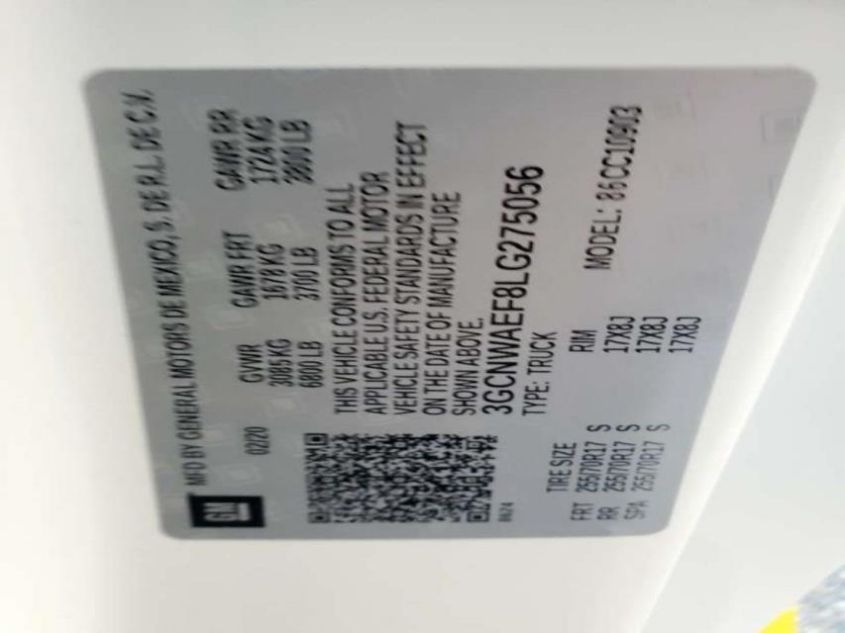 GM
MFD BY GENERAL MOTORS DE MEXICO, S. DE R.L. DE C.V.
02/20
GVWR GAWR FRT GAWR RR
3085 KG 1678 KG 1724 KG
6800 LB 3700 LB 3800 LB
THIS VEHICLE CONFORMS TO ALL
APPLICABLE U.S. FEDERAL MOTOR
VEHICLE SAFETY STANDARDS IN EFFECT
ON THE DATE OF MANUFACTURE
SHOWN ABOVE.
3GCNWAEF8LG275056
TYPE: TRUCK
TIRE SIZE RIM MODEL:
FRT 255/70R17 S 17X8J
RR 255/70R17 S 17X8J
SPA 255/70R17 S 17X8J